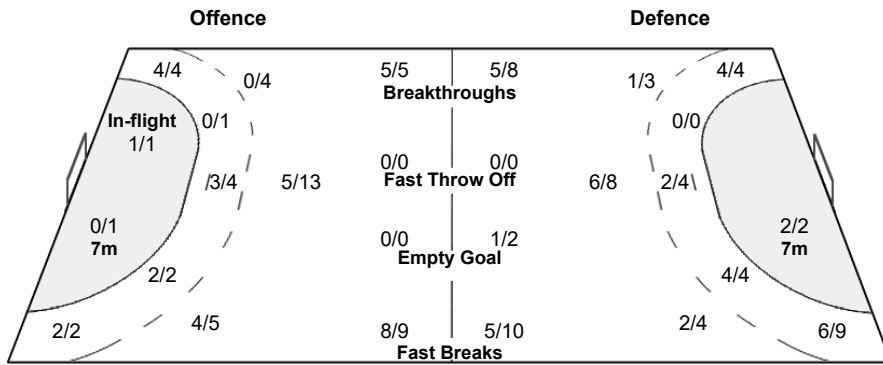 Offence Defence
4/4 0/4 5/5 5/8 1/3 4/4
Breakthroughs
In-flight 0/1 0/0
1/1
0/0 0/0
3/4 5/13 Fast Throw Off 6/8 2/4
0/1 2/2
7m 0/0 1/2 7m
Empty Goal
2/2 4/4
2/2 4/5 8/9 5/10 2/4 6/9
Fast Breaks